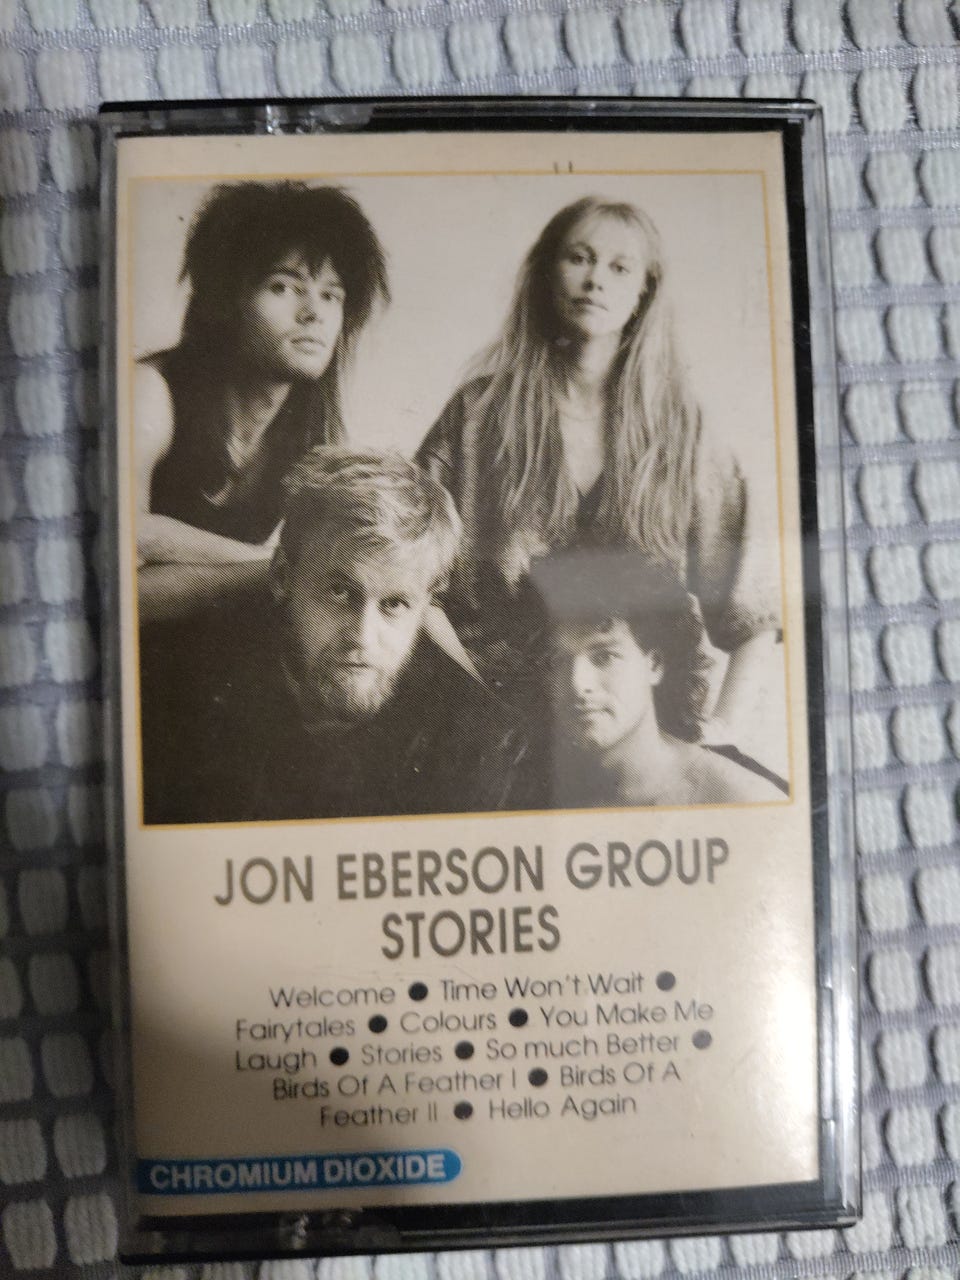 JON EBERSON GROUP
STORIES
Welcome ● Time Won't Wait ●
Fairytales ● Colours ● You Make Me
Laugh ● Stories ● So much Better ●
Birds Of A Feather I ● Birds Of A
Feather II ● Hello Again
CHROMIUM DIOXIDE